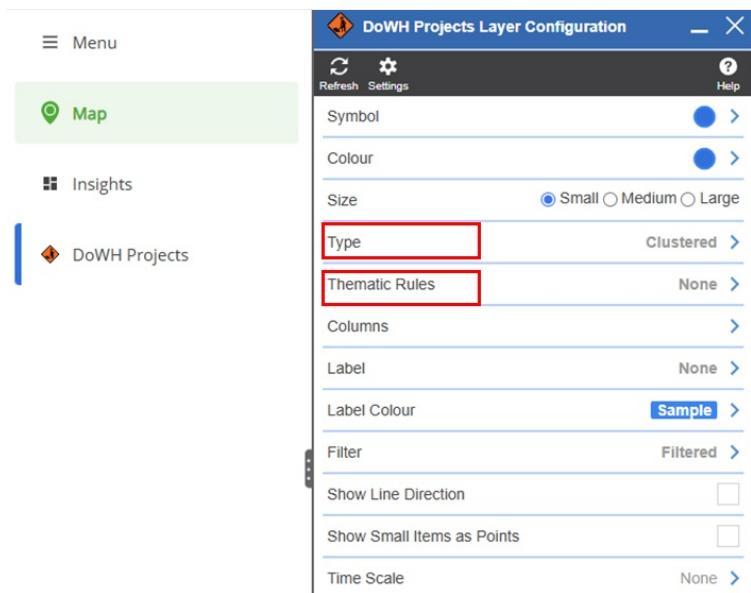 Menu
Map
Insights
DoWH Projects
DoWH Projects Layer Configuration
Refresh Settings Help
Symbol
Colour
Size Small Medium Large
Type Clustered
Thematic Rules None
Columns
Label None
Label Colour Sample
Filter Filtered
Show Line Direction
Show Small Items as Points
Time Scale None